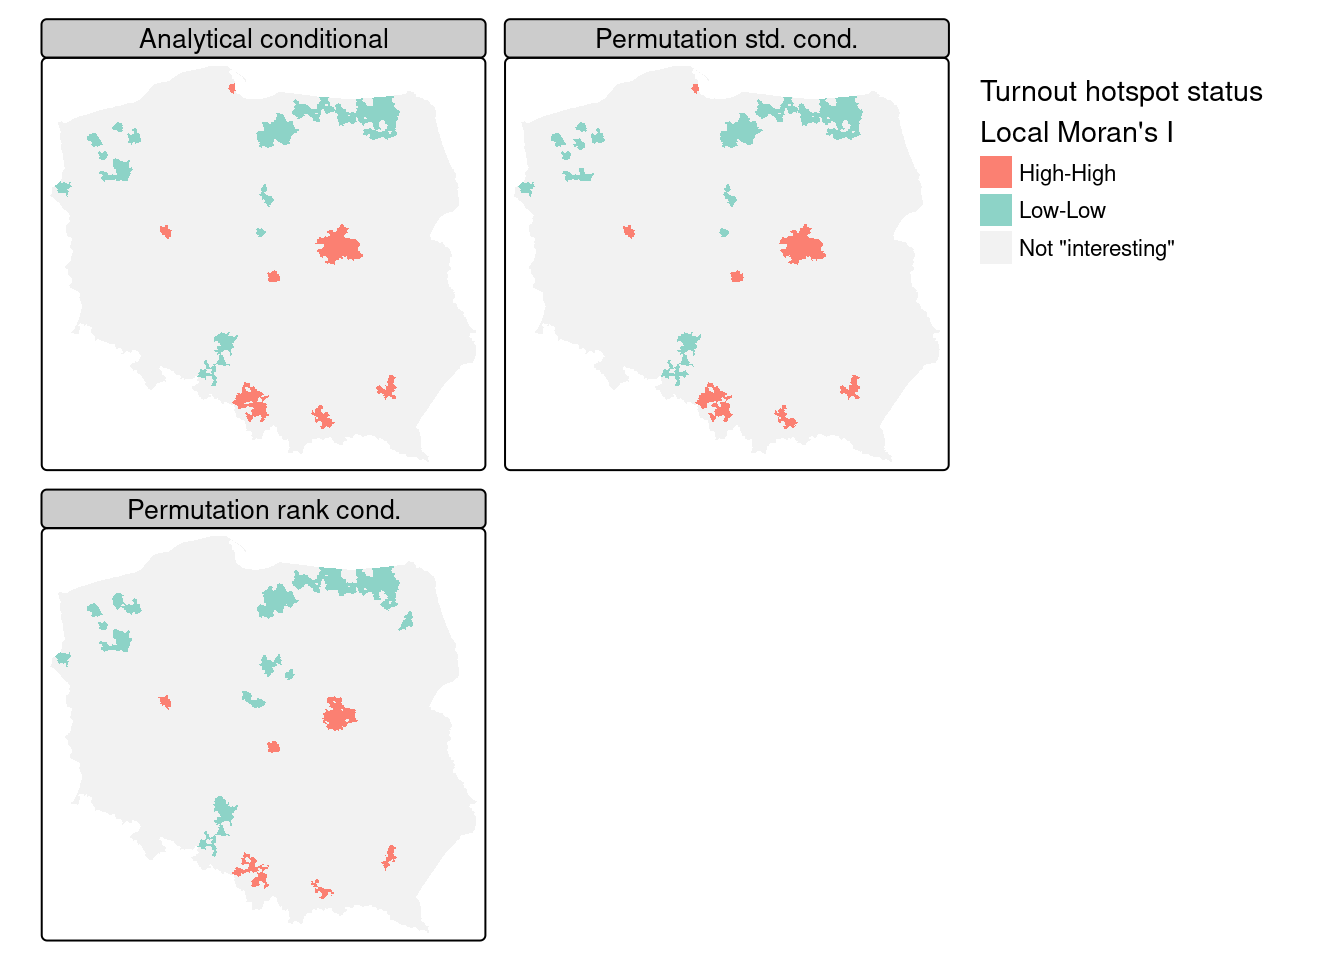 Analytical conditional
Permutation std. cond.
Turnout hotspot status
Local Moran's I
High-High
Low-Low
Not "interesting"
Permutation rank cond.